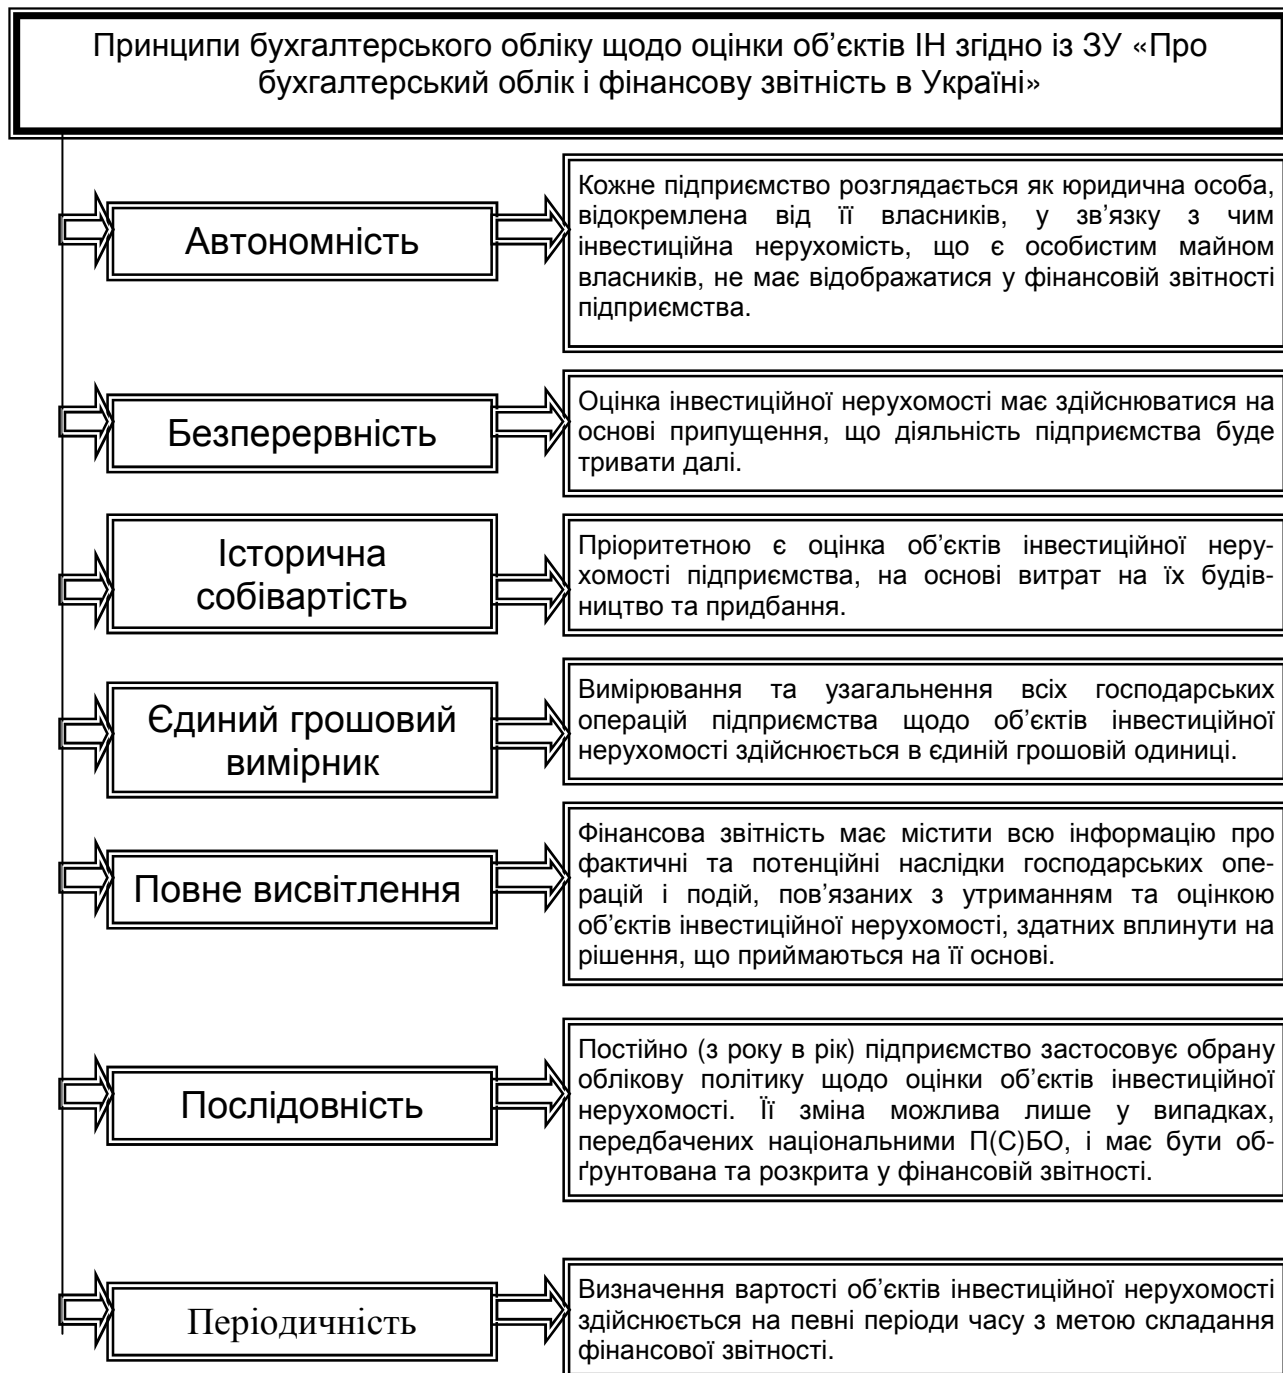 Принципи бухгалтерського обліку щодо оцінки об’єктів ІН згідно із ЗУ «Про
бухгалтерський облік і фінансову звітність в Україні»
Автономність
Кожне підприємство розглядається як юридична особа,
відокремлена від її власників, у зв’язку з чим
інвестиційна нерухомість, що є особистим майном
власників, не має відображатися у фінансовій звітності
підприємства.
Безперервність
Оцінка інвестиційної нерухомості має здійснюватися на
основі припущення, що діяльність підприємства буде
тривати далі.
Історична
собівартість
Пріоритетною є оцінка об’єктів інвестиційної неру-
хомості підприємства, на основі витрат на їх будів-
ництво та придбання.
Єдиний грошовий
вимірник
Вимірювання та узагальнення всіх господарських
операцій підприємства щодо об’єктів інвестиційної
нерухомості здійснюється в єдиній грошовій одиниці.
Повне висвітлення
Фінансова звітність має містити всю інформацію про
фактичні та потенційні наслідки господарських опе-
рацій і подій, пов’язаних з утриманням та оцінкою
об’єктів інвестиційної нерухомості, здатних вплинути на
рішення, що приймаються на її основі.
Послідовність
Постійно (з року в рік) підприємство застосовує обрану
облікову політику щодо оцінки об’єктів інвестиційної
нерухомості. Її зміна можлива лише у випадках,
передбачених національними П(С)БО, і має бути об-
ґрунтована та розкрита у фінансовій звітності.
Періодичність
Визначення вартості об’єктів інвестиційної нерухомості
здійснюється на певні періоди часу з метою складання
фінансової звітності.